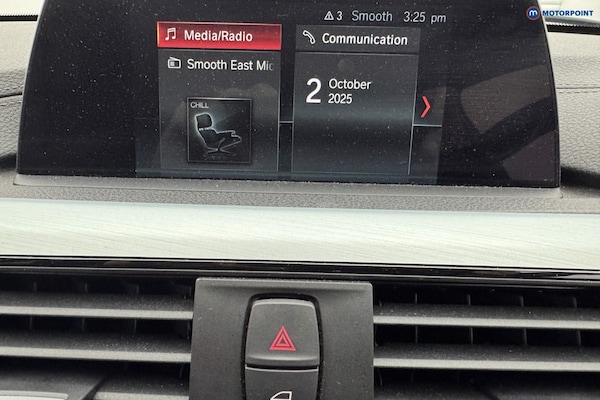 MOTORPOINT
3 Smooth 3:25 pm
Media/Radio
Communication
Smooth East Mic
CHILL
2 October
2025